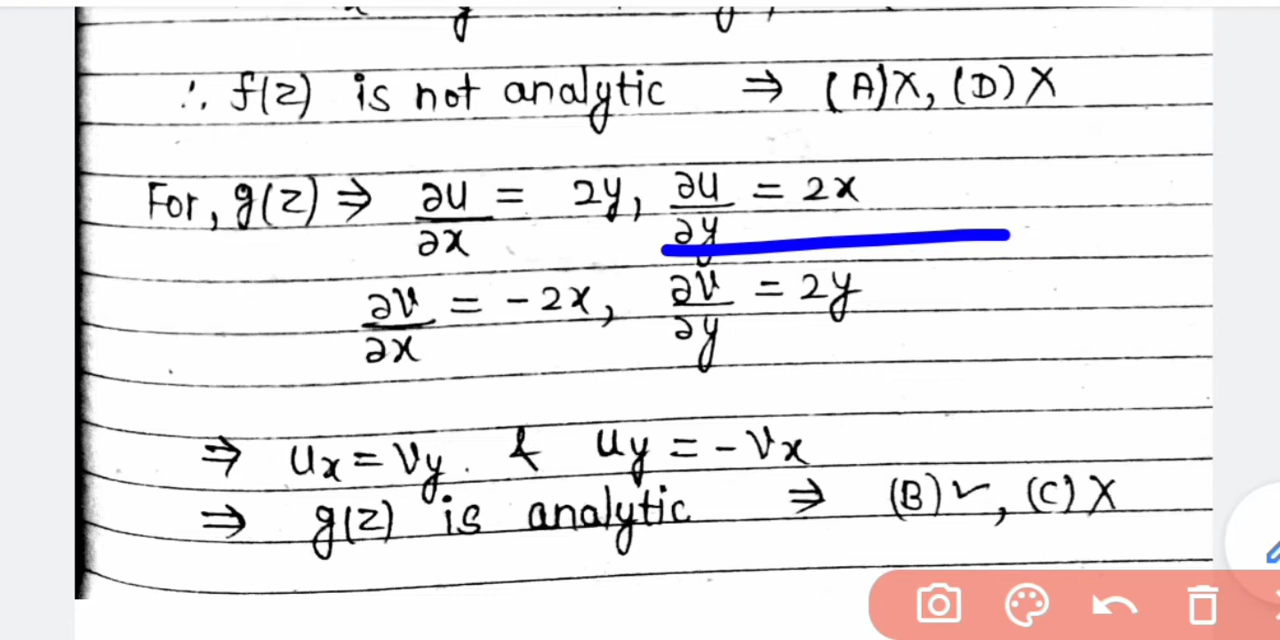 ∴ f(z) is not analytic ⇒ (A)X, (D) X
For, g(z) ⇒ ∂u/∂x = 2y, ∂u/∂y = 2x
∂v/∂x = -2x, ∂v/∂y = 2y
⇒ ux = vy. & uy = -vx
⇒ g(z) is analytic ⇒ (B)✓, (C) X